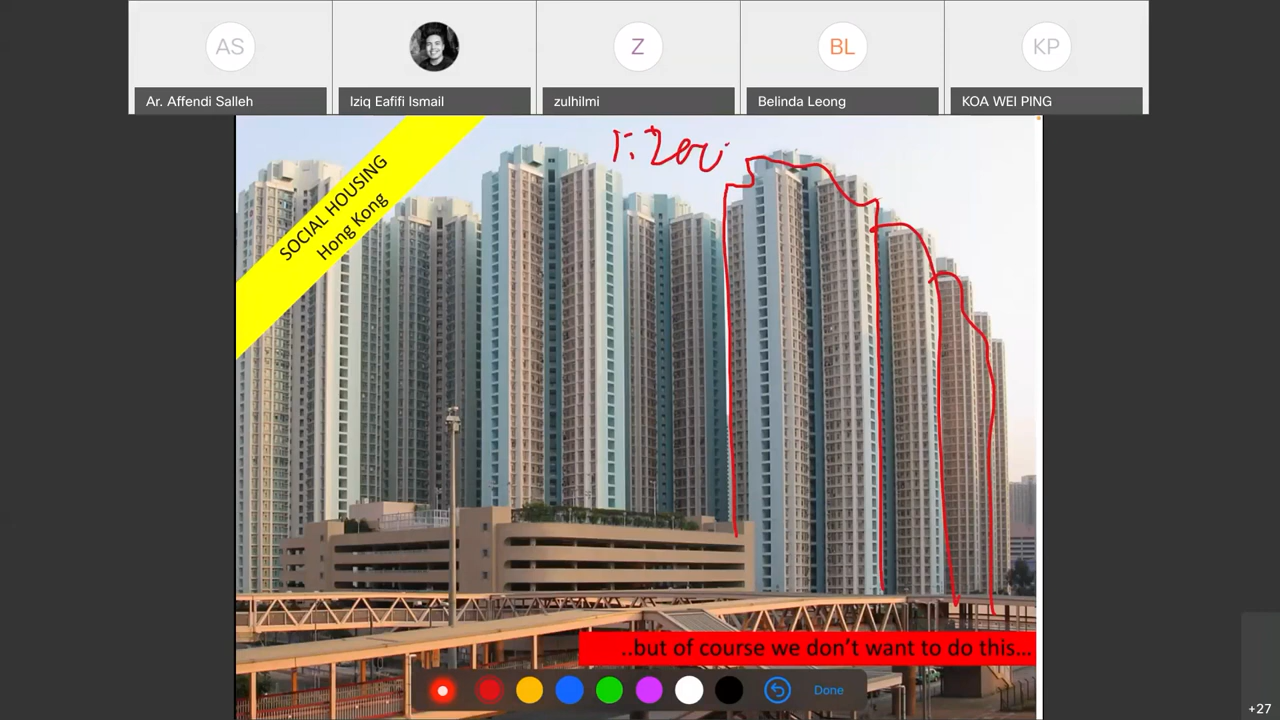 AS
Z
BL
KP
Ar. Affendi Salleh
Iziq Eafifi Ismail
zulhilmi
Belinda Leong
KOA WEI PING
SOCIAL HOUSING
Hong Kong
1:200
..but of course we don't want to do this...
Done
+27